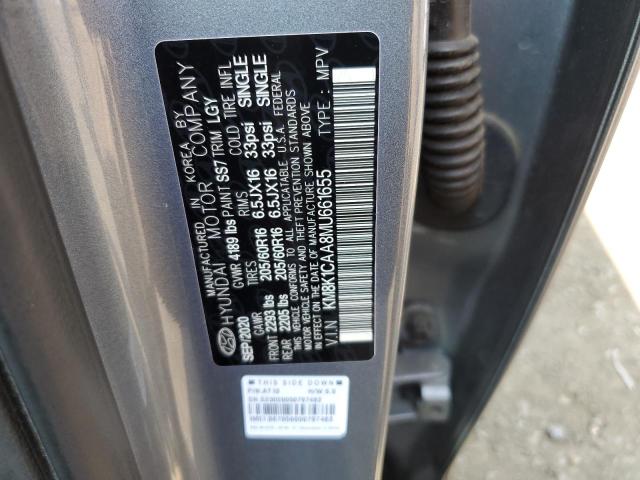 MANUFACTURED IN KOREA BY
HYUNDAI MOTOR COMPANY
SEP/2020 GVWR 4189 lbs PAINT SS7 TRIM LGY
GAWR TIRES RIMS COLD TIRE INFL
FRONT 2293 lbs 205/60R16 6.5JX16 33psi SINGLE
REAR 2205 lbs 205/60R16 6.5JX16 33psi SINGLE
THIS VEHICLE CONFORMS TO ALL APPLICABLE U.S.A. FEDERAL
MOTOR VEHICLE SAFETY AND THEFT PREVENTION STANDARDS
IN EFFECT ON THE DATE OF MANUFACTURE SHOWN ABOVE.
V.I.N : KM8K1CAA8MU661655 TYPE : MPV
THIS SIDE DOWN